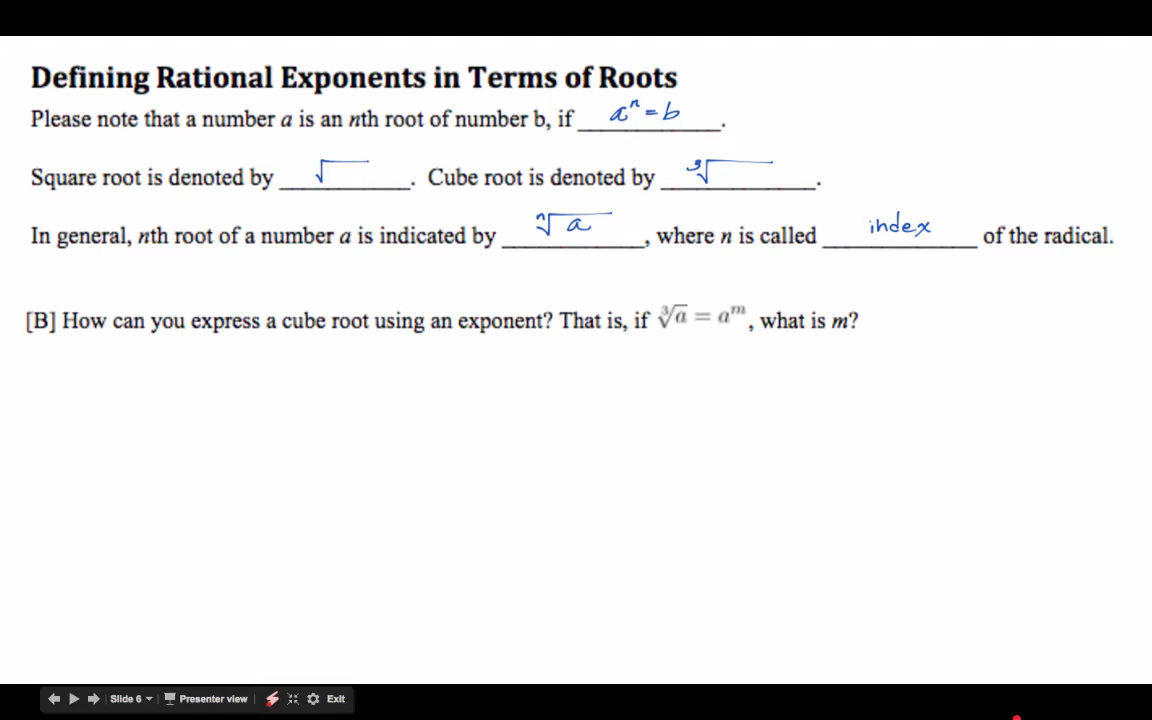 Defining Rational Exponents in Terms of Roots
Please note that a number a is an nth root of number b, if aⁿ = b.
Square root is denoted by √. Cube root is denoted by ∛.
In general, nth root of a number a is indicated by ⁿ√a, where n is called index of the radical.
[B] How can you express a cube root using an exponent? That is, if ∛a = aᵐ, what is m?
Slide 6 Presenter view Exit